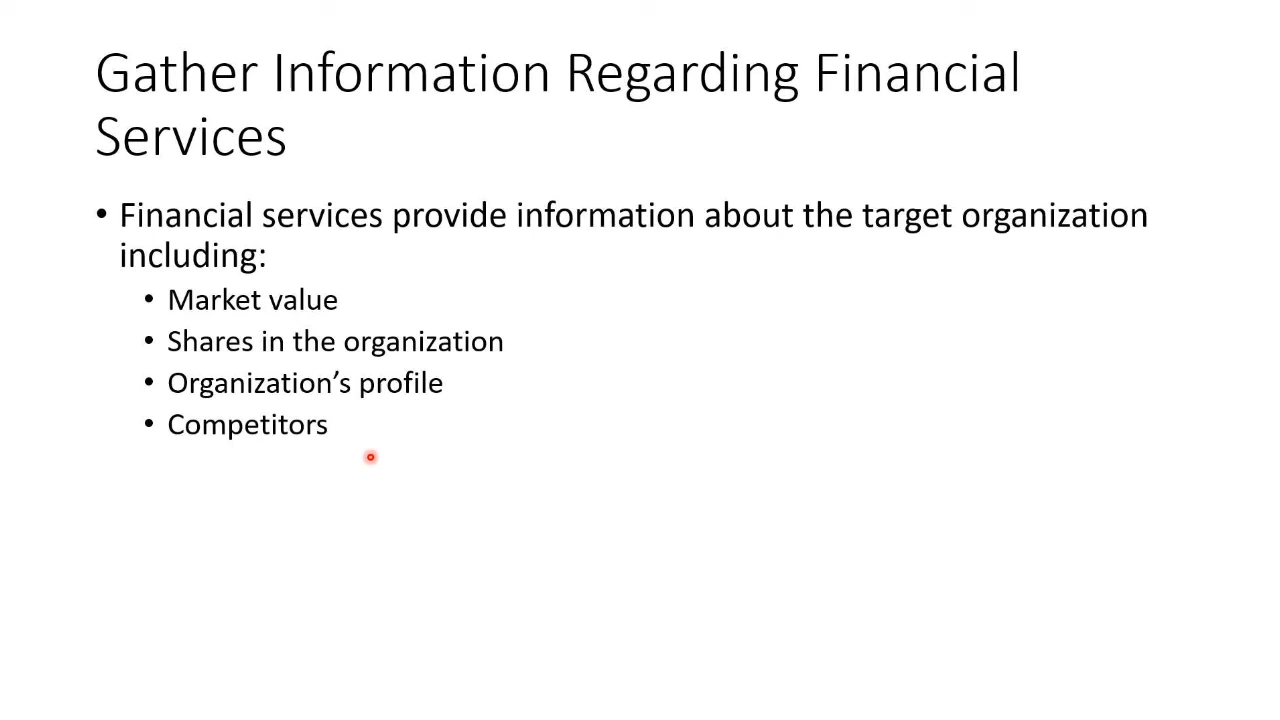 Gather Information Regarding Financial
Services
• Financial services provide information about the target organization
including:
• Market value
• Shares in the organization
• Organization’s profile
• Competitors